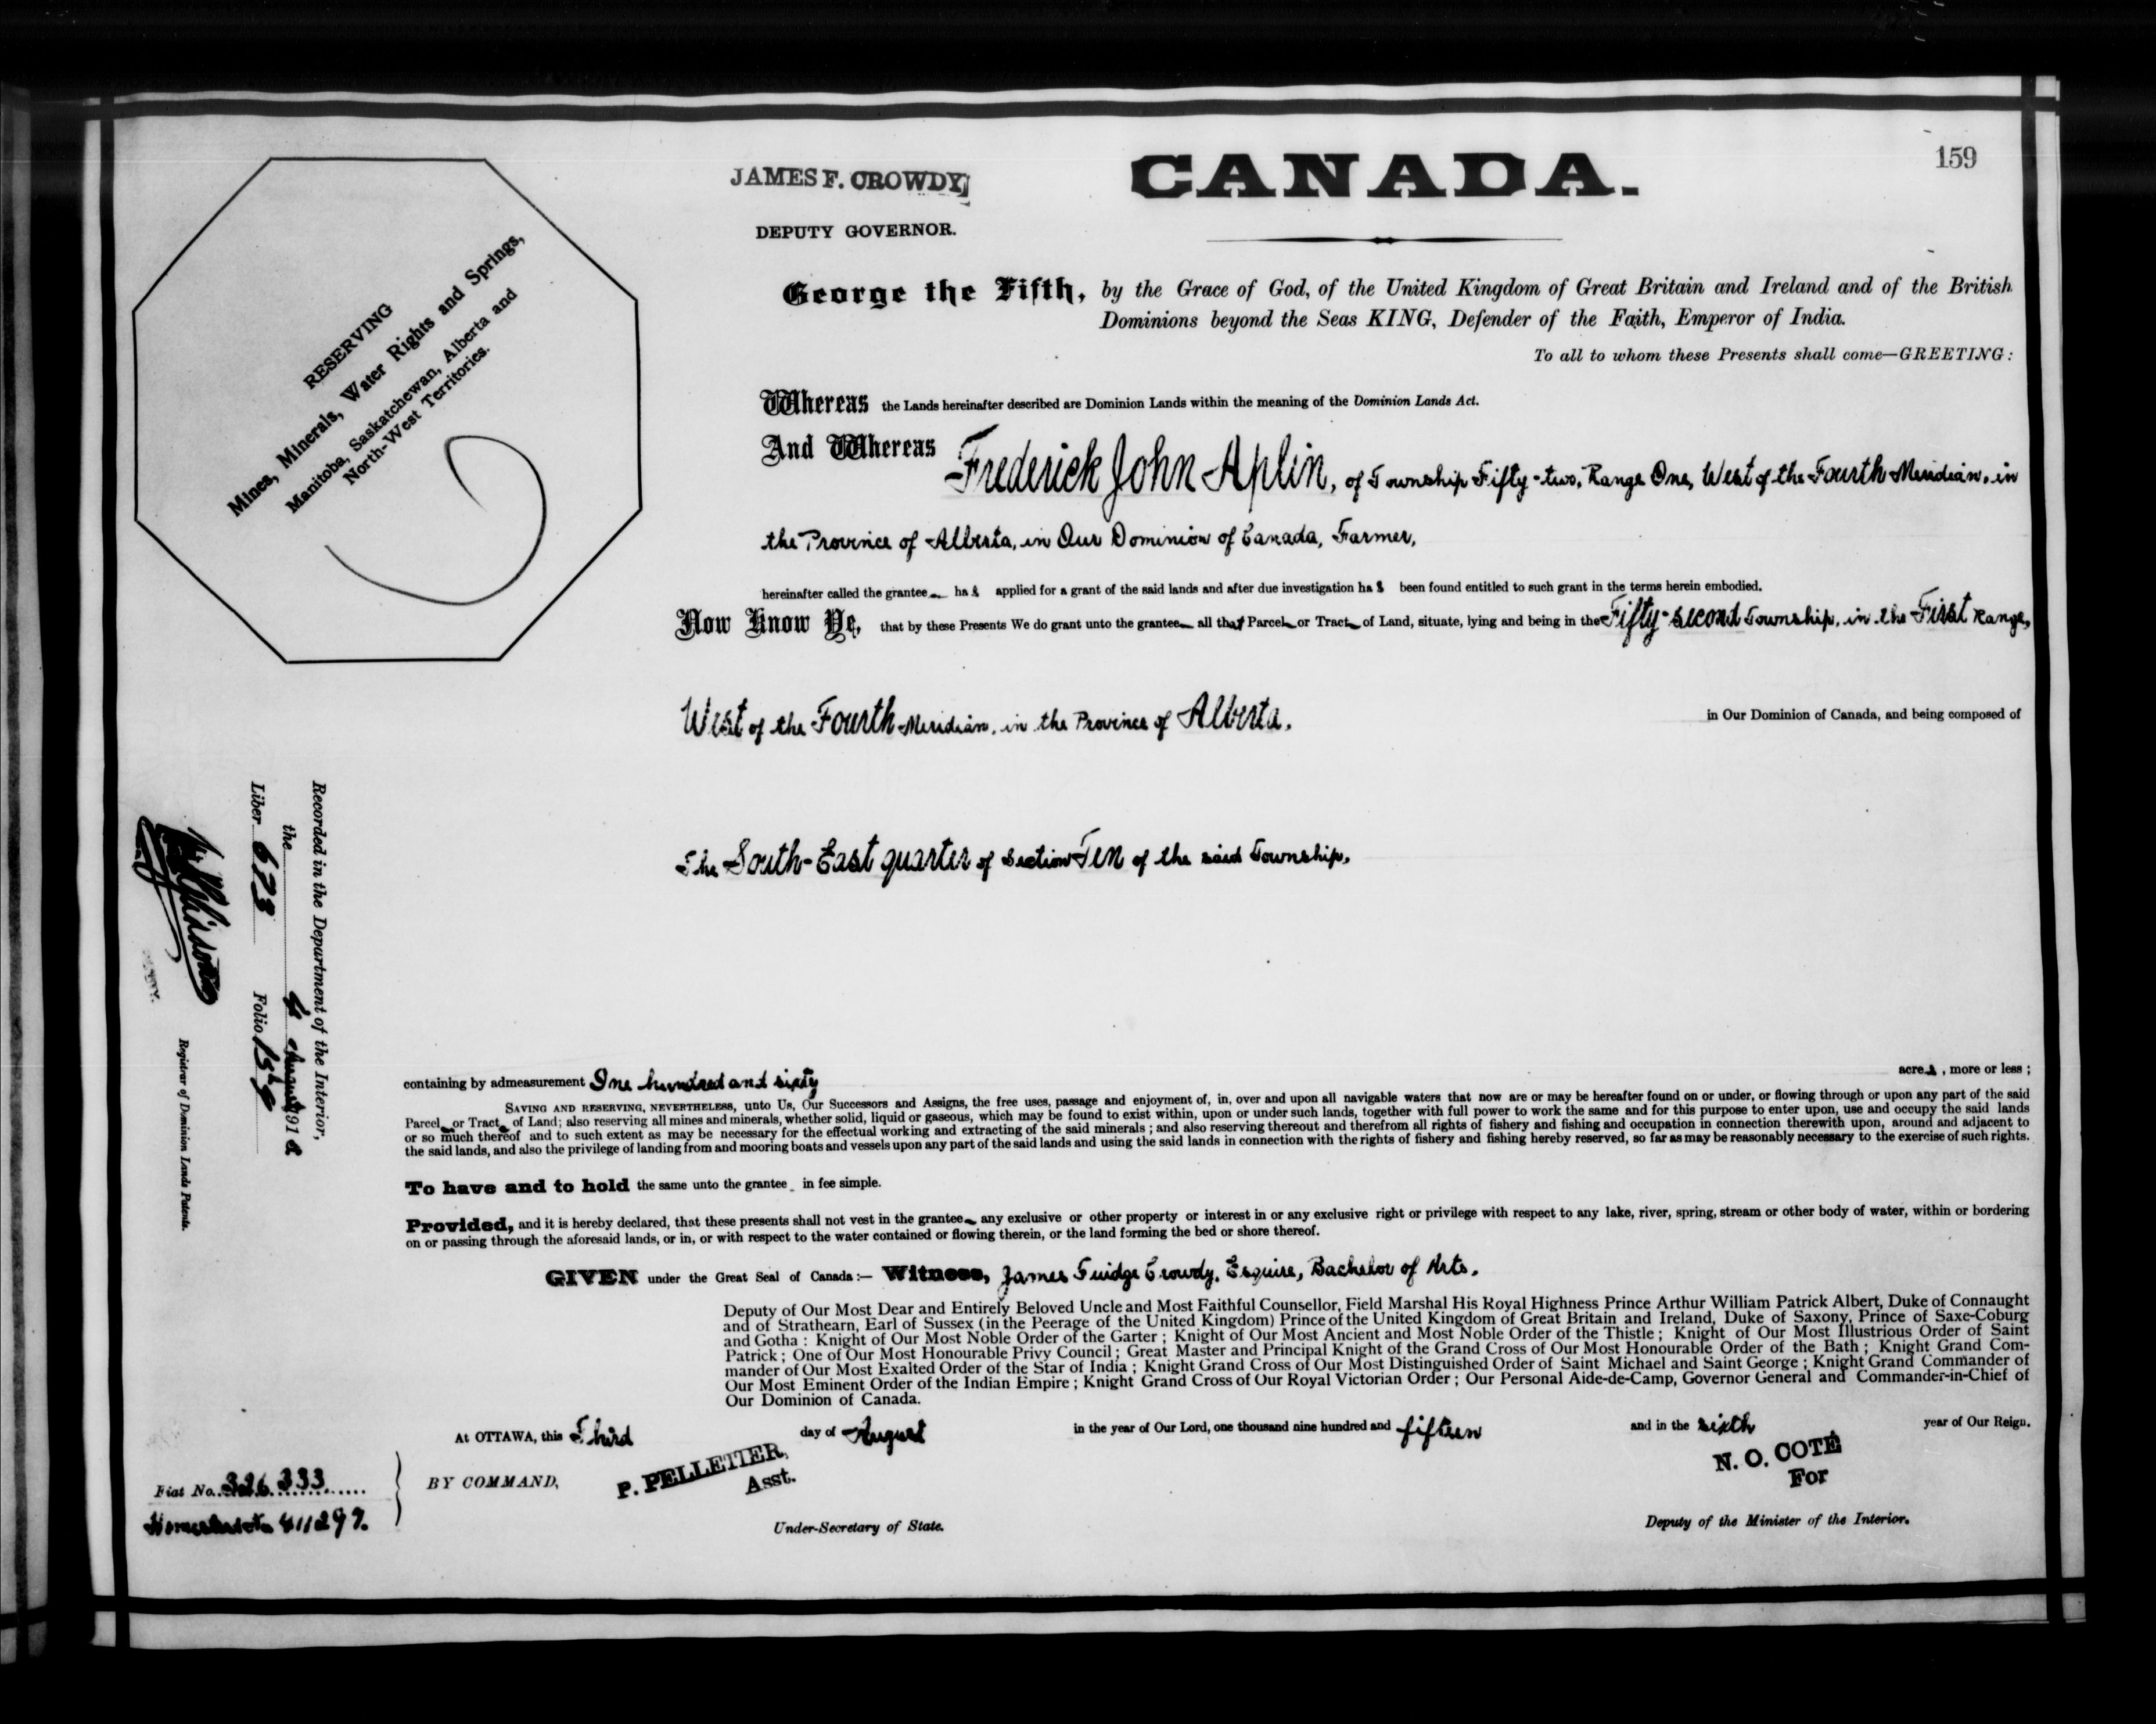 159
JAMES F. CROWDY,
DEPUTY GOVERNOR.
CANADA.
RESERVING
Mines, Minerals, Water Rights and Springs,
Manitoba, Saskatchewan, Alberta and
North-West Territories.
George the Fifth, by the Grace of God, of the United Kingdom of Great Britain and Ireland and of the British
Dominions beyond the Seas KING, Defender of the Faith, Emperor of India.
To all to whom these Presents shall come—GREETING:
Whereas the Lands hereinafter described are Dominion Lands within the meaning of the Dominion Lands Act.
And Whereas Frederick John Aplin, of Township Fifty-two, Range One, West of the Fourth Meridian, in
the Province of Alberta, in Our Dominion of Canada, Farmer,
hereinafter called the grantee has applied for a grant of the said lands and after due investigation has been found entitled to such grant in the terms herein embodied.
Now Know Ye, that by these Presents We do grant unto the grantee all that Parcel or Tract of Land, situate, lying and being in the Fifty-second Township, in the First Range,
West of the Fourth Meridian, in the Province of Alberta, in Our Dominion of Canada, and being composed of
The South-East quarter of Section Ten of the said Township,
containing by admeasurement One hundred and sixty acres, more or less;
SAVING AND RESERVING, NEVERTHELESS, unto Us, Our Successors and Assigns, the free uses, passage and enjoyment of, in, over and upon all navigable waters that now are or may be hereafter found on or under, or flowing through or upon any part of the said
Parcel or Tract of Land; also reserving all mines and minerals, whether solid, liquid or gaseous, which may be found to exist within, upon or under such lands, together with full power to work the same and for this purpose to enter upon, use and occupy the said lands
or so much thereof and to such extent as may be necessary for the effectual working and extracting of the said minerals; and also reserving thereout and therefrom all rights of fishery and fishing and occupation in connection therewith upon, around and adjacent to
the said lands, and also the privilege of landing from and mooring boats and vessels upon any part of the said lands and using the said lands in connection with the rights of fishery and fishing hereby reserved, so far as may be reasonably necessary to the exercise of such rights.
To have and to hold the same unto the grantee in fee simple.
Provided, and it is hereby declared, that these presents shall not vest in the grantee any exclusive or other property or interest in or any exclusive right or privilege with respect to any lake, river, spring, stream or other body of water, within or bordering
on or passing through the aforesaid lands, or in, or with respect to the water contained or flowing therein, or the land forming the bed or shore thereof.
GIVEN under the Great Seal of Canada:— Witness, James Fuidge Crowdy, Esquire, Bachelor of Arts.
Deputy of Our Most Dear and Entirely Beloved Uncle and Most Faithful Counsellor, Field Marshal His Royal Highness Prince Arthur William Patrick Albert, Duke of Connaught
and of Strathearn, Earl of Sussex (in the Peerage of the United Kingdom) Prince of the United Kingdom of Great Britain and Ireland, Duke of Saxony, Prince of Saxe-Coburg
and Gotha: Knight of Our Most Noble Order of the Garter; Knight of Our Most Ancient and Most Noble Order of the Thistle; Knight of Our Most Illustrious Order of Saint
Patrick; One of Our Most Honourable Privy Council; Great Master and Principal Knight of the Grand Cross of Our Most Honourable Order of the Bath; Knight Grand Com-
mander of Our Most Exalted Order of the Star of India; Knight Grand Cross of Our Most Distinguished Order of Saint Michael and Saint George; Knight Grand Commander of
Our Most Eminent Order of the Indian Empire; Knight Grand Cross of Our Royal Victorian Order; Our Personal Aide-de-Camp, Governor General and Commander-in-Chief of
Our Dominion of Canada.
At OTTAWA, this Third day of August in the year of Our Lord, one thousand nine hundred and fifteen and in the sixth year of Our Reign.
BY COMMAND,
P. PELLETIER,
Asst.
Under-Secretary of State.
N. O. COTÉ
For
Deputy of the Minister of the Interior.
Fiat No. 326333
411297.
Recorded in the Department of the Interior,
the August 191
Liber 673 Folio 159
Registrar of Dominion Lands Patents.